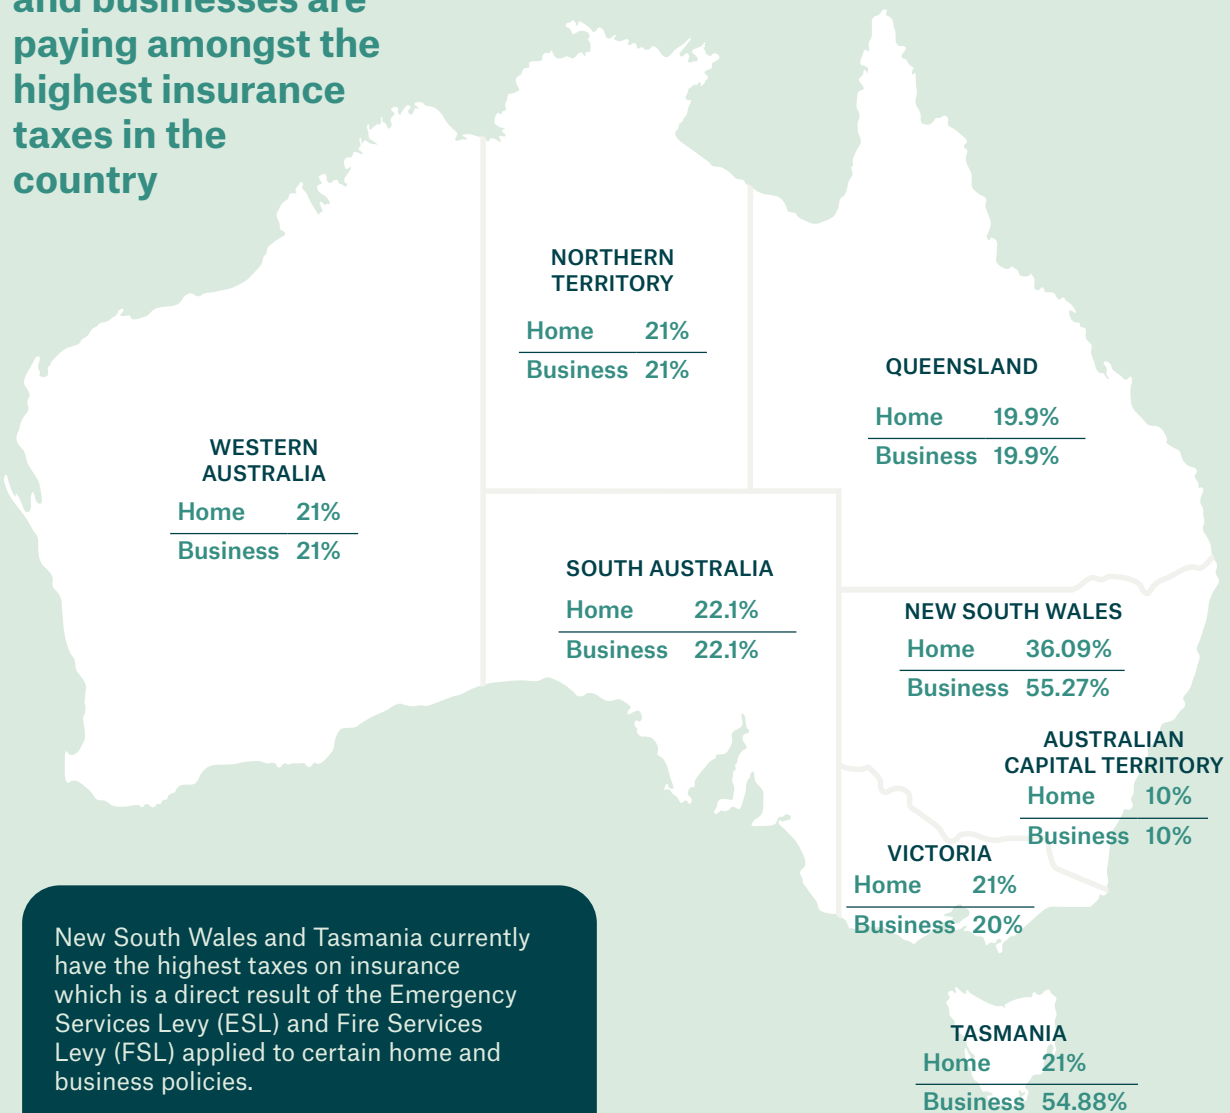 and businesses are
paying amongst the
highest insurance
taxes in the
country
NORTHERN
TERRITORY
Home 21%
Business 21%
QUEENSLAND
Home 19.9%
Business 19.9%
WESTERN
AUSTRALIA
Home 21%
Business 21%
SOUTH AUSTRALIA
Home 22.1%
Business 22.1%
NEW SOUTH WALES
Home 36.09%
Business 55.27%
AUSTRALIAN
CAPITAL TERRITORY
Home 10%
Business 10%
VICTORIA
Home 21%
Business 20%
New South Wales and Tasmania currently
have the highest taxes on insurance
which is a direct result of the Emergency
Services Levy (ESL) and Fire Services
Levy (FSL) applied to certain home and
business policies.
TASMANIA
Home 21%
Business 54.88%